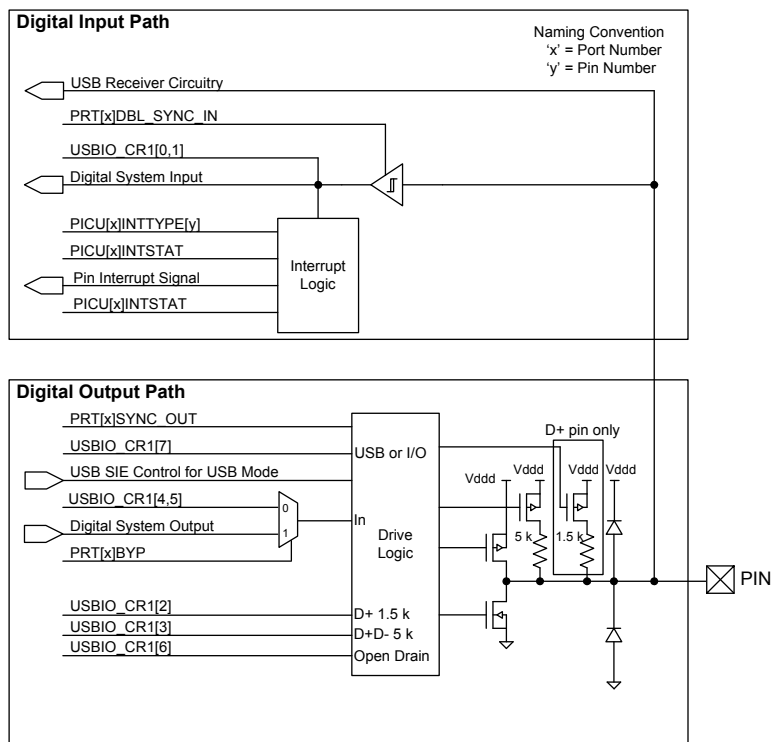 Digital Input Path
Naming Convention
‘x’ = Port Number
‘y’ = Pin Number
USB Receiver Circuitry
PRT[x]DBL_SYNC_IN
USBIO_CR1[0,1]
Digital System Input
PICU[x]INTTYPE[y]
PICU[x]INTSTAT
Pin Interrupt Signal
PICU[x]INTSTAT
Interrupt
Logic
Digital Output Path
PRT[x]SYNC_OUT
USBIO_CR1[7]
USB SIE Control for USB Mode
USBIO_CR1[4,5]
Digital System Output
PRT[x]BYP
0
1
USBIO_CR1[2]
USBIO_CR1[3]
USBIO_CR1[6]
USB or I/O
In
Drive
Logic
D+ 1.5 k
D+D- 5 k
Open Drain
D+ pin only
Vddd
Vddd
Vddd
Vddd
5 k
1.5 k
PIN